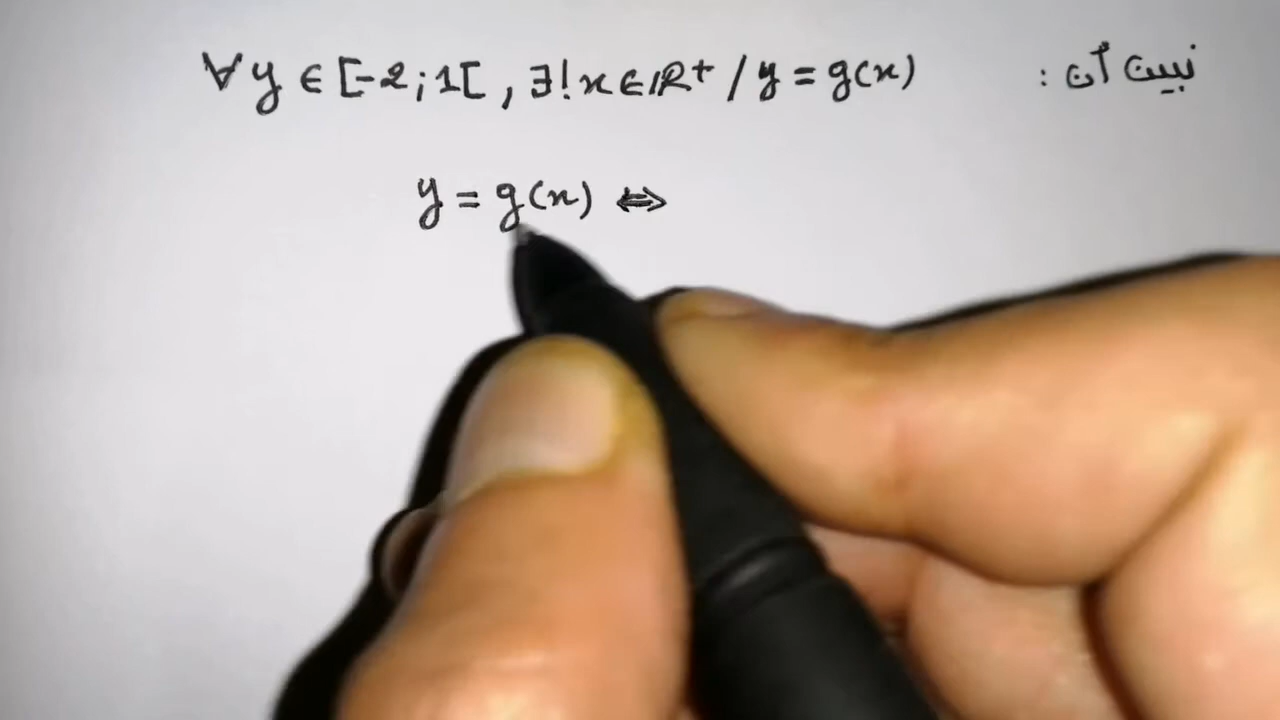 نبين أن : ∀ y ∈ [-2 ; 1[ , ∃! x ∈ ℝ⁺ / y = g(x)
y = g(x) ⇔